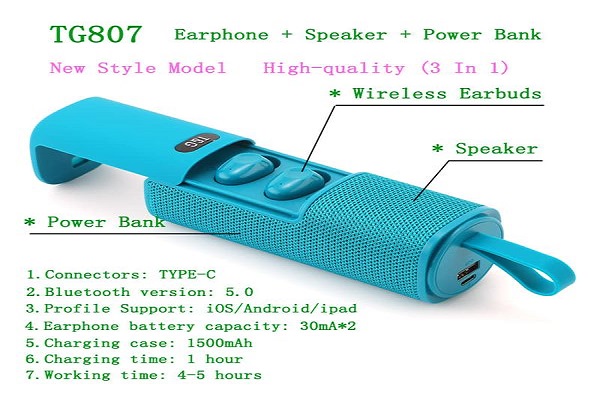 TG807 Earphone + Speaker + Power Bank
New Style Model High-quality (3 In 1)
* Wireless Earbuds
* Speaker
TGG
* Power Bank
1.Connectors: TYPE-C
2.Bluetooth version: 5.0
3.Profile Support: iOS/Android/ipad
4.Earphone battery capacity: 30mA*2
5.Charging case: 1500mAh
6.Charging time: 1 hour
7.Working time: 4-5 hours